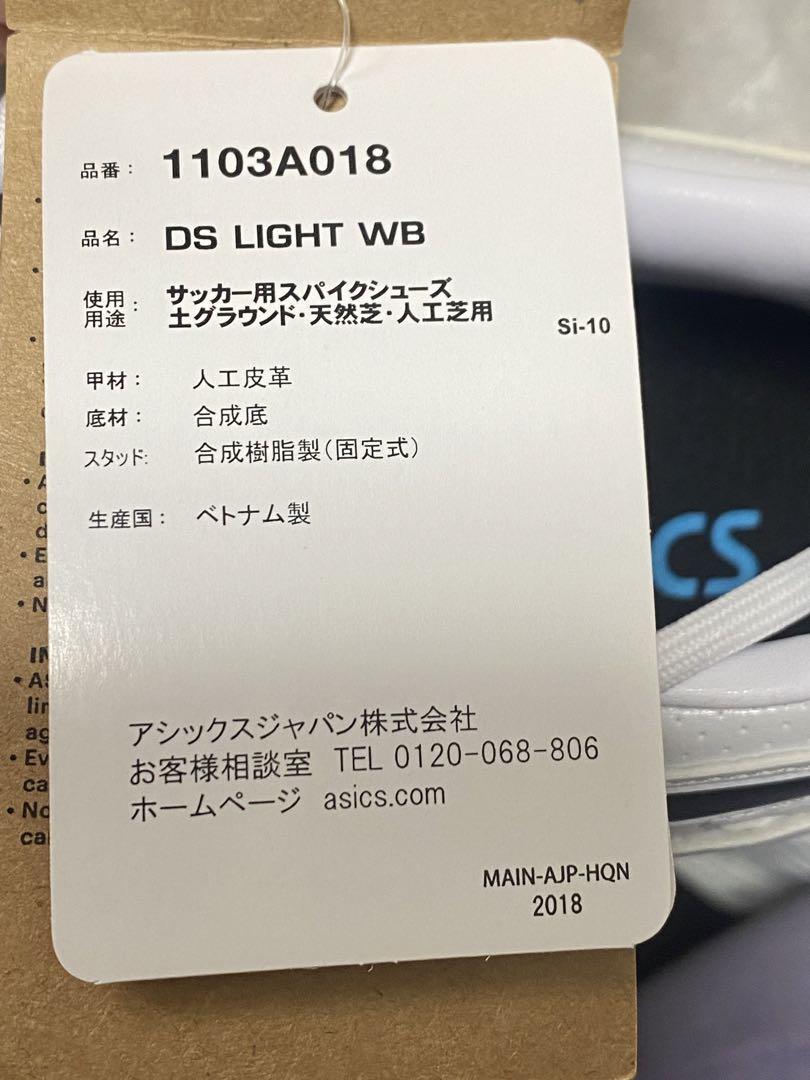 品番： 1103A018
品名： DS LIGHT WB
使用用途： サッカー用スパイクシューズ
土グラウンド・天然芝・人工芝用
Si-10
甲材： 人工皮革
底材： 合成底
スタッド: 合成樹脂製（固定式）
生産国： ベトナム製
アシックスジャパン株式会社
お客様相談室 TEL 0120-068-806
ホームページ asics.com
MAIN-AJP-HQN
2018
CS